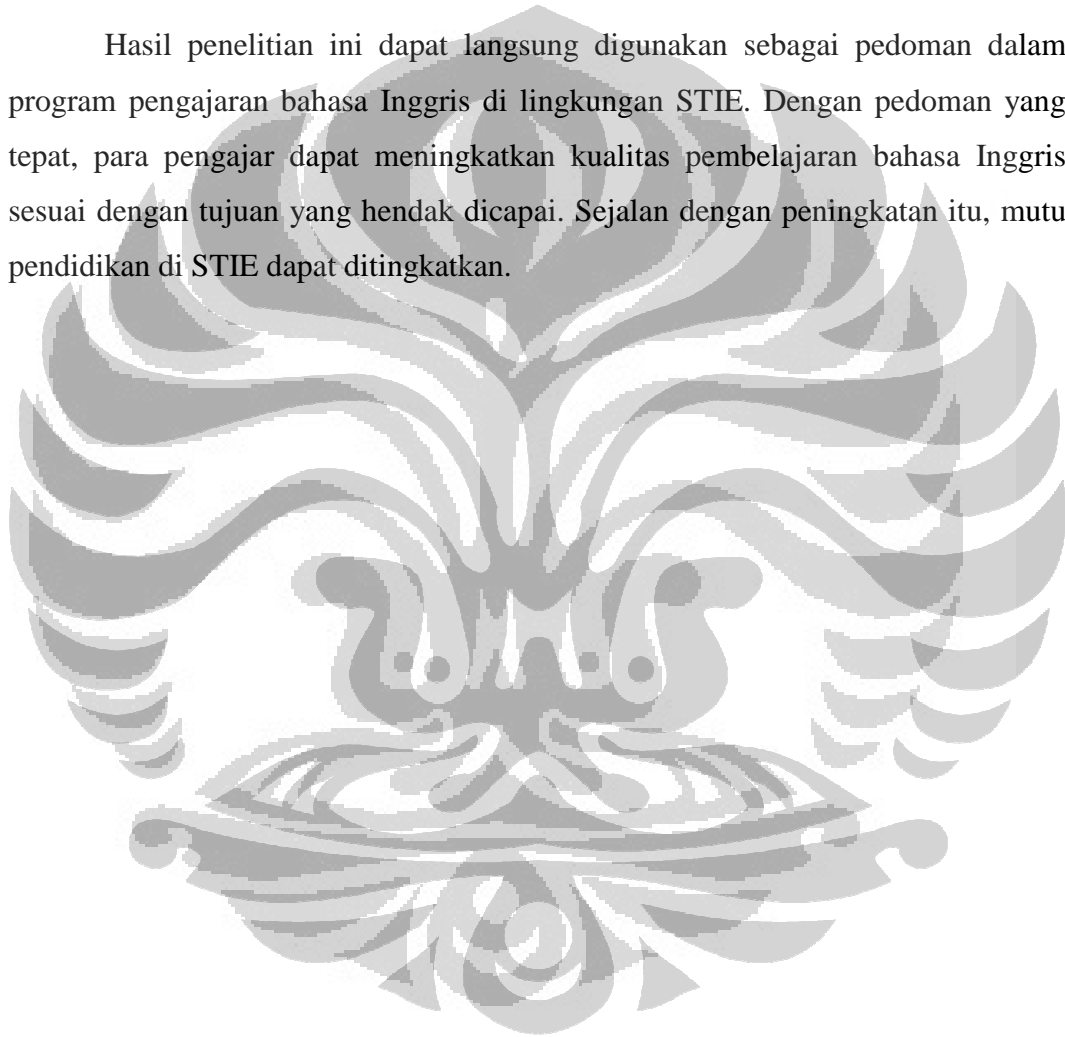 Hasil penelitian ini dapat langsung digunakan sebagai pedoman dalam
program pengajaran bahasa Inggris di lingkungan STIE. Dengan pedoman yang
tepat, para pengajar dapat meningkatkan kualitas pembelajaran bahasa Inggris
sesuai dengan tujuan yang hendak dicapai. Sejalan dengan peningkatan itu, mutu
pendidikan di STIE dapat ditingkatkan.